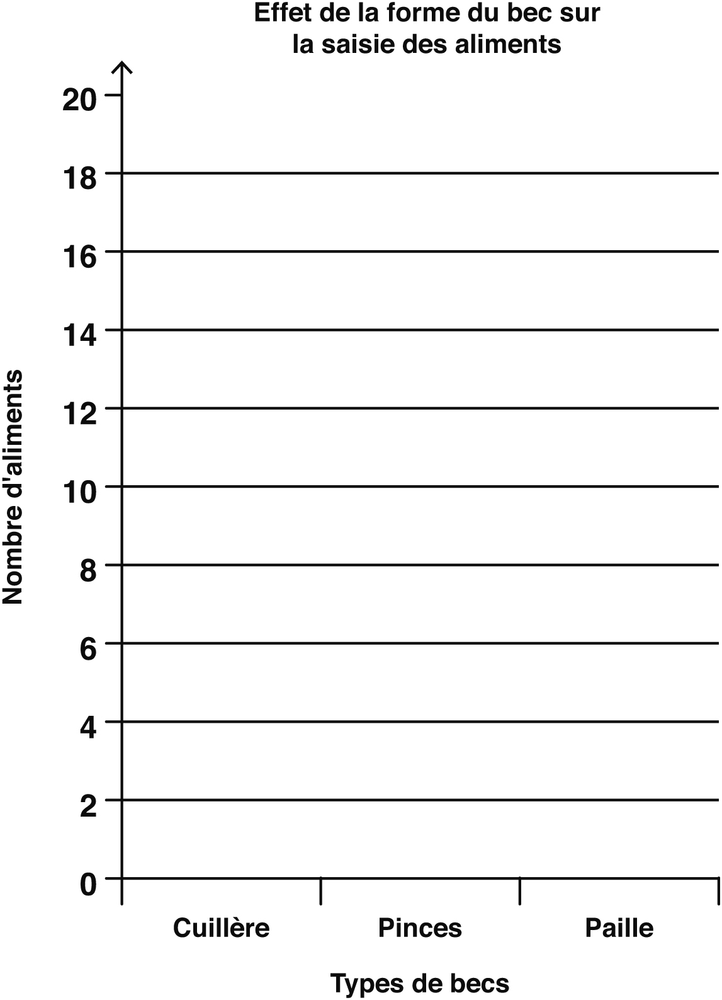 Effet de la forme du bec sur
la saisie des aliments
Nombre d'aliments
20
18
16
14
12
10
8
6
4
2
0
Cuillère Pinces Paille
Types de becs